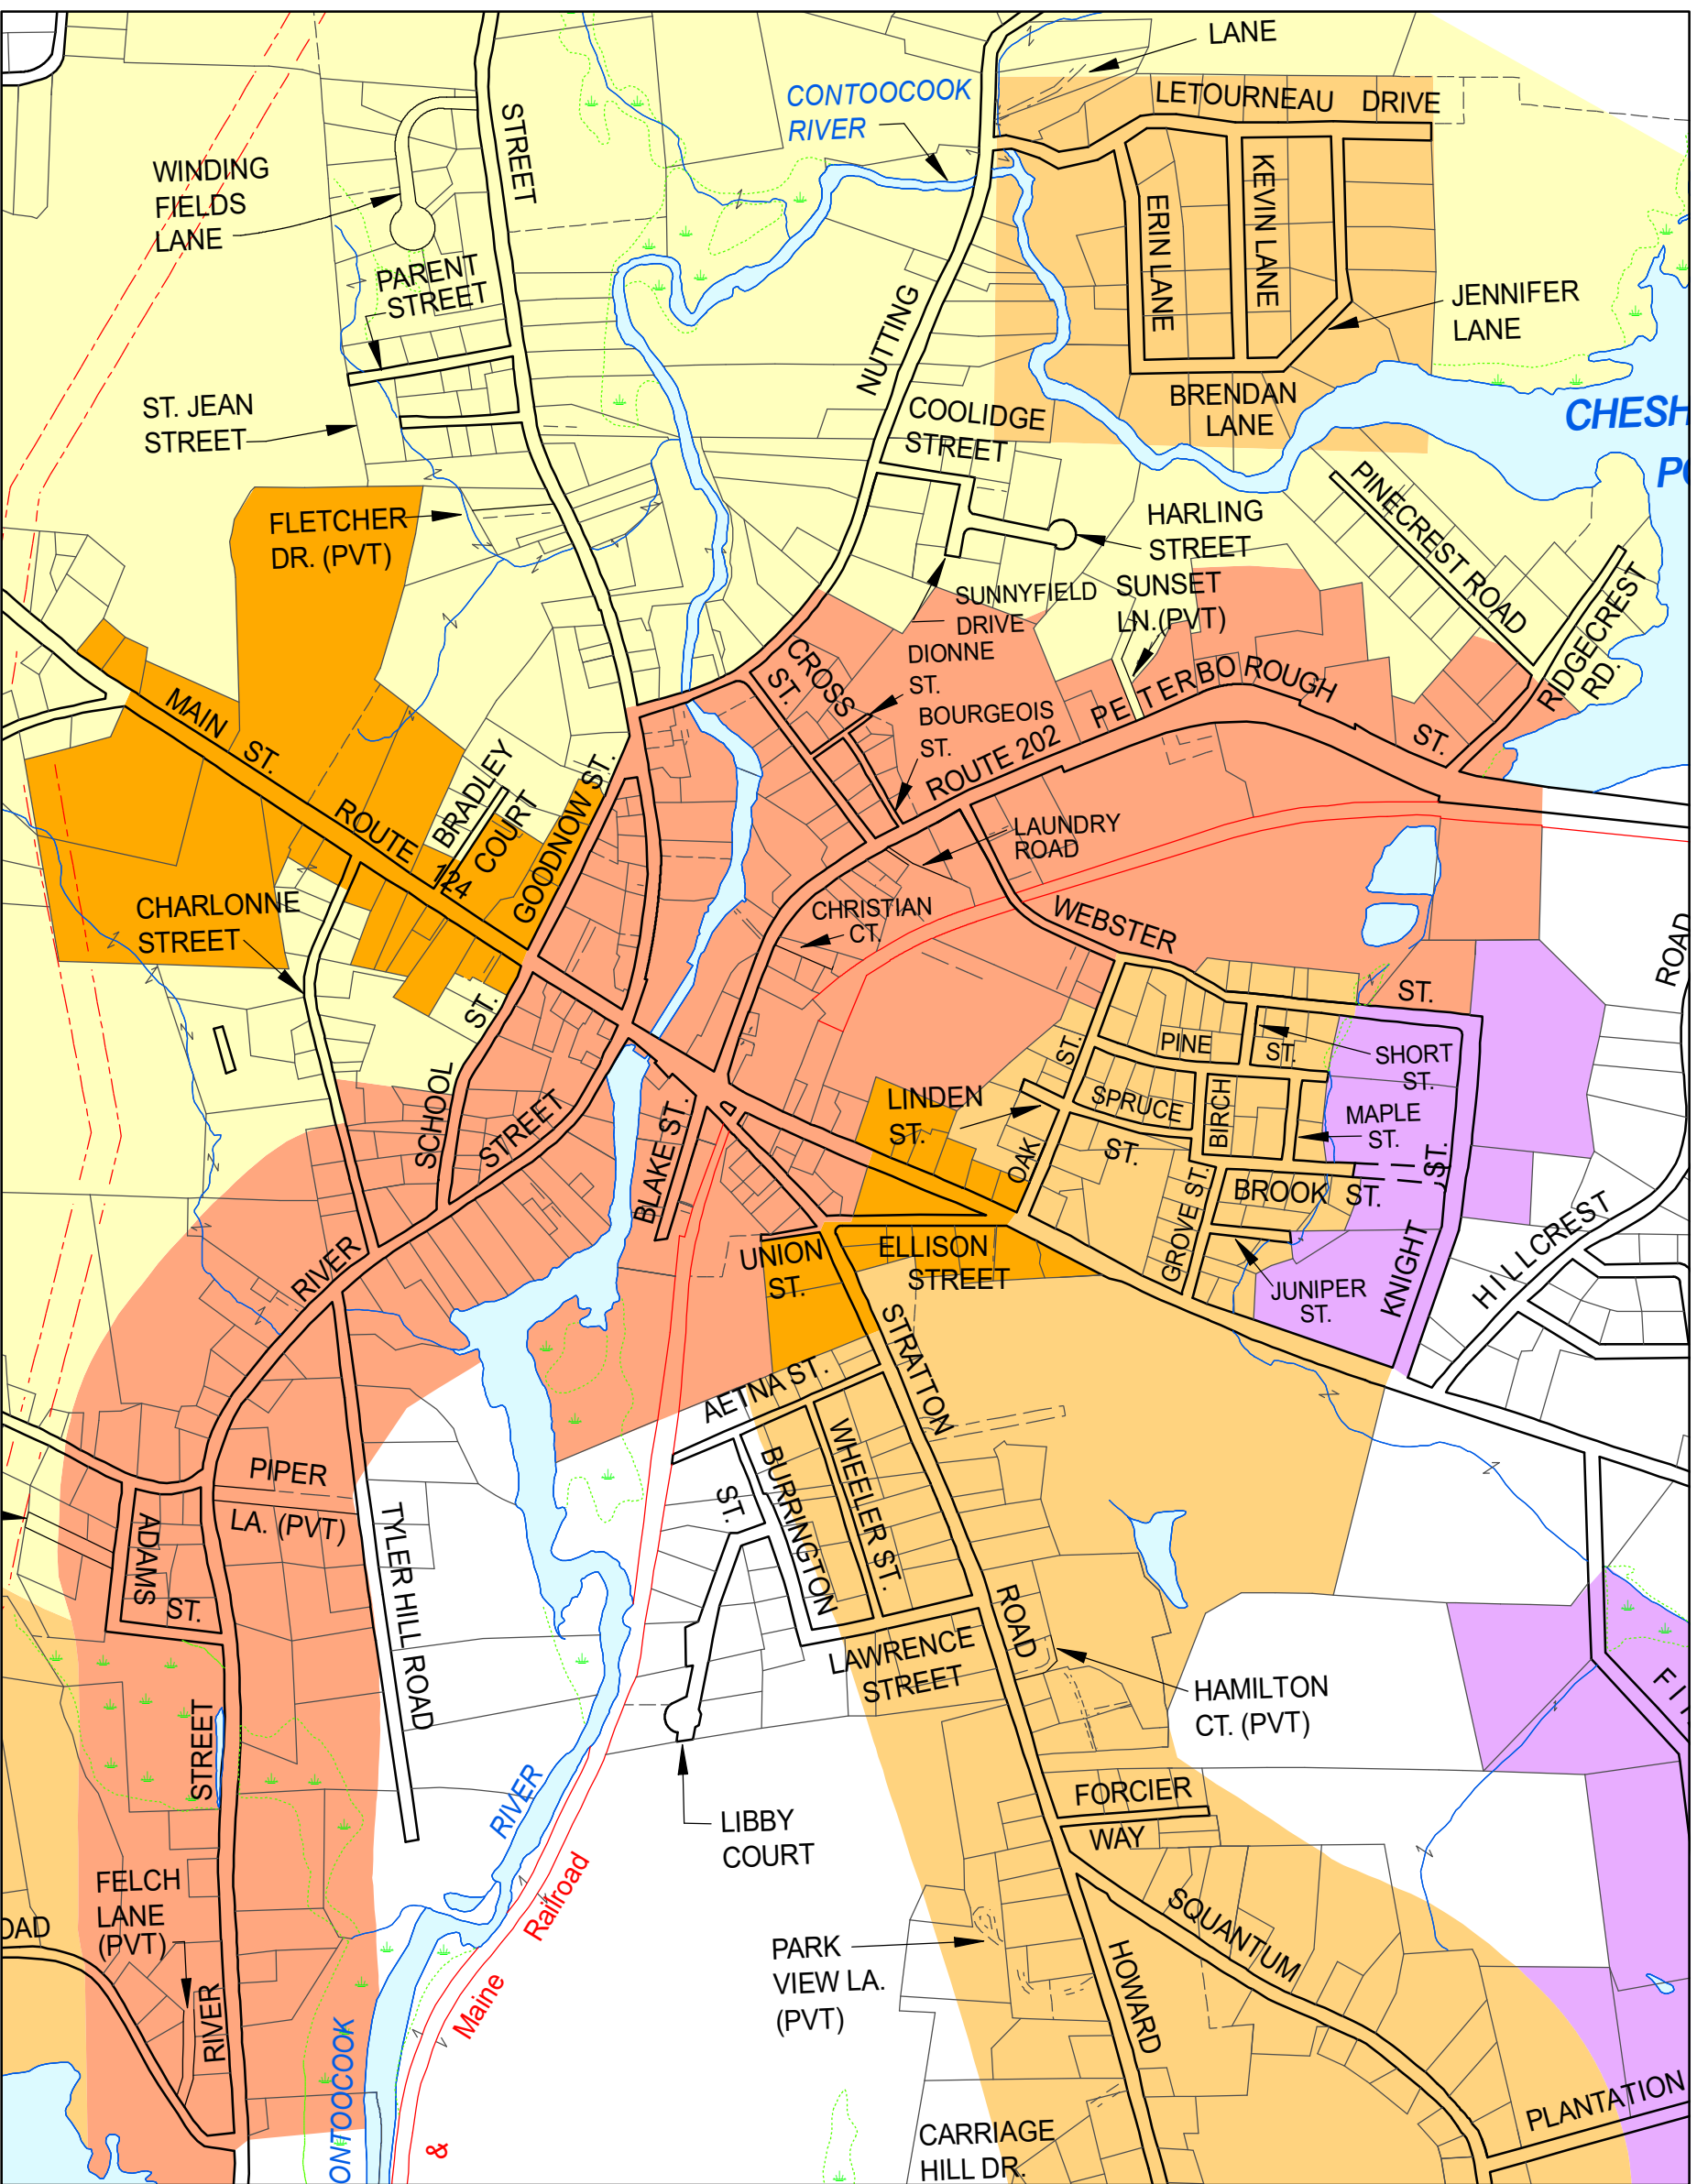 LANE
LETOURNEAU DRIVE
CONTOOCOOK
RIVER
STREET
WINDING
FIELDS
LANE
KEVIN LANE
ERIN LANE
PARENT
STREET
JENNIFER
LANE
NUTTING
BRENDAN
LANE
ST. JEAN
STREET
COOLIDGE
STREET
CHESH
PINECREST ROAD
FLETCHER
DR. (PVT)
HARLING
STREET
SUNNYFIELD
DRIVE
SUNSET
LN.(PVT)
RIDGECREST
RD.
CROSS
ST.
DIONNE
ST.
BOURGEOIS
ST.
PETERBOROUGH
ST.
ROUTE 202
MAIN
ST.
ROUTE
124
BRADLEY
COURT
GOODNOW ST.
LAUNDRY
ROAD
CHARLONNE
STREET
CHRISTIAN
CT.
WEBSTER
ST.
ROAD
SCHOOL
ST.
STREET
BLAKE ST.
PINE
ST.
SHORT
ST.
LINDEN
ST.
OAK
ST.
SPRUCE
ST.
BIRCH
MAPLE
ST.
BROOK ST.
GROVE ST.
JUNIPER
ST.
KNIGHT
ST.
HILLCREST
RIVER
UNION
ST.
ELLISON
STREET
STRATTON
ROAD
AETNA ST.
PIPER
LA. (PVT)
ADAMS
ST.
TYLER HILL ROAD
BURRINGTON
ST.
WHEELER ST.
LAWRENCE
STREET
HAMILTON
CT. (PVT)
STREET
RIVER
LIBBY
COURT
FORCIER
WAY
SQUANTUM
Railroad
FELCH
LANE
(PVT)
OAD
RIVER
PARK
VIEW LA.
(PVT)
HOWARD
Maine
&
ONTOOCOOK
PLANTATION
CARRIAGE
HILL DR.